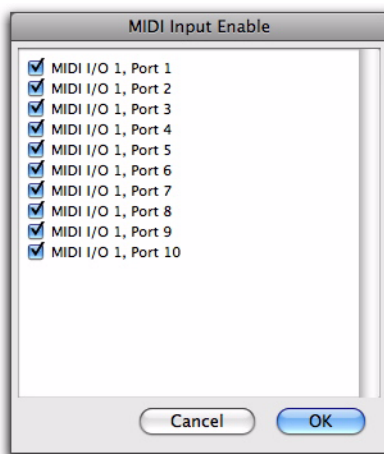 MIDI Input Enable
MIDI I/O 1, Port 1
MIDI I/O 1, Port 2
MIDI I/O 1, Port 3
MIDI I/O 1, Port 4
MIDI I/O 1, Port 5
MIDI I/O 1, Port 6
MIDI I/O 1, Port 7
MIDI I/O 1, Port 8
MIDI I/O 1, Port 9
MIDI I/O 1, Port 10
Cancel OK